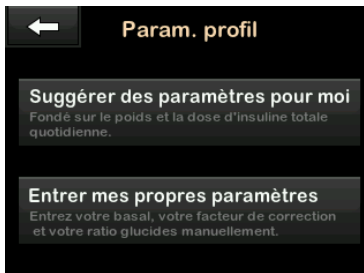 Param. profil
Suggérer des paramètres pour moi
Fondé sur le poids et la dose d'insuline totale
quotidienne.
Entrer mes propres paramètres
Entrez votre basal, votre facteur de correction
et votre ratio glucides manuellement.